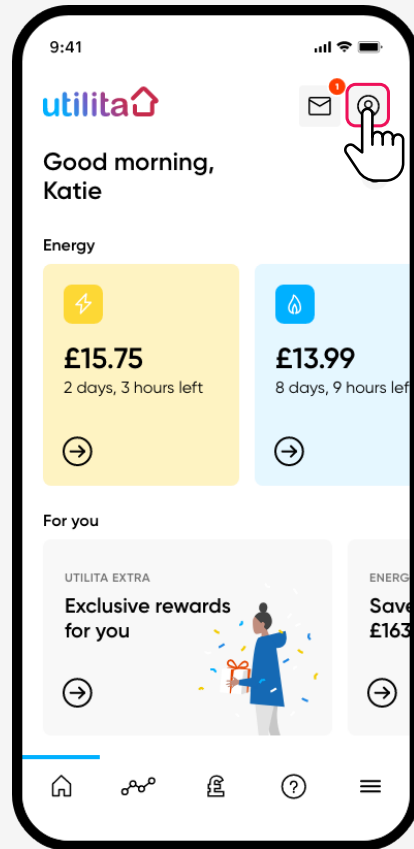 9:41
utilita
1
Good morning,
Katie
Energy
£15.75
2 days, 3 hours left
£13.99
8 days, 9 hours lef
For you
UTILITA EXTRA
Exclusive rewards
for you
ENERG
Save
£163